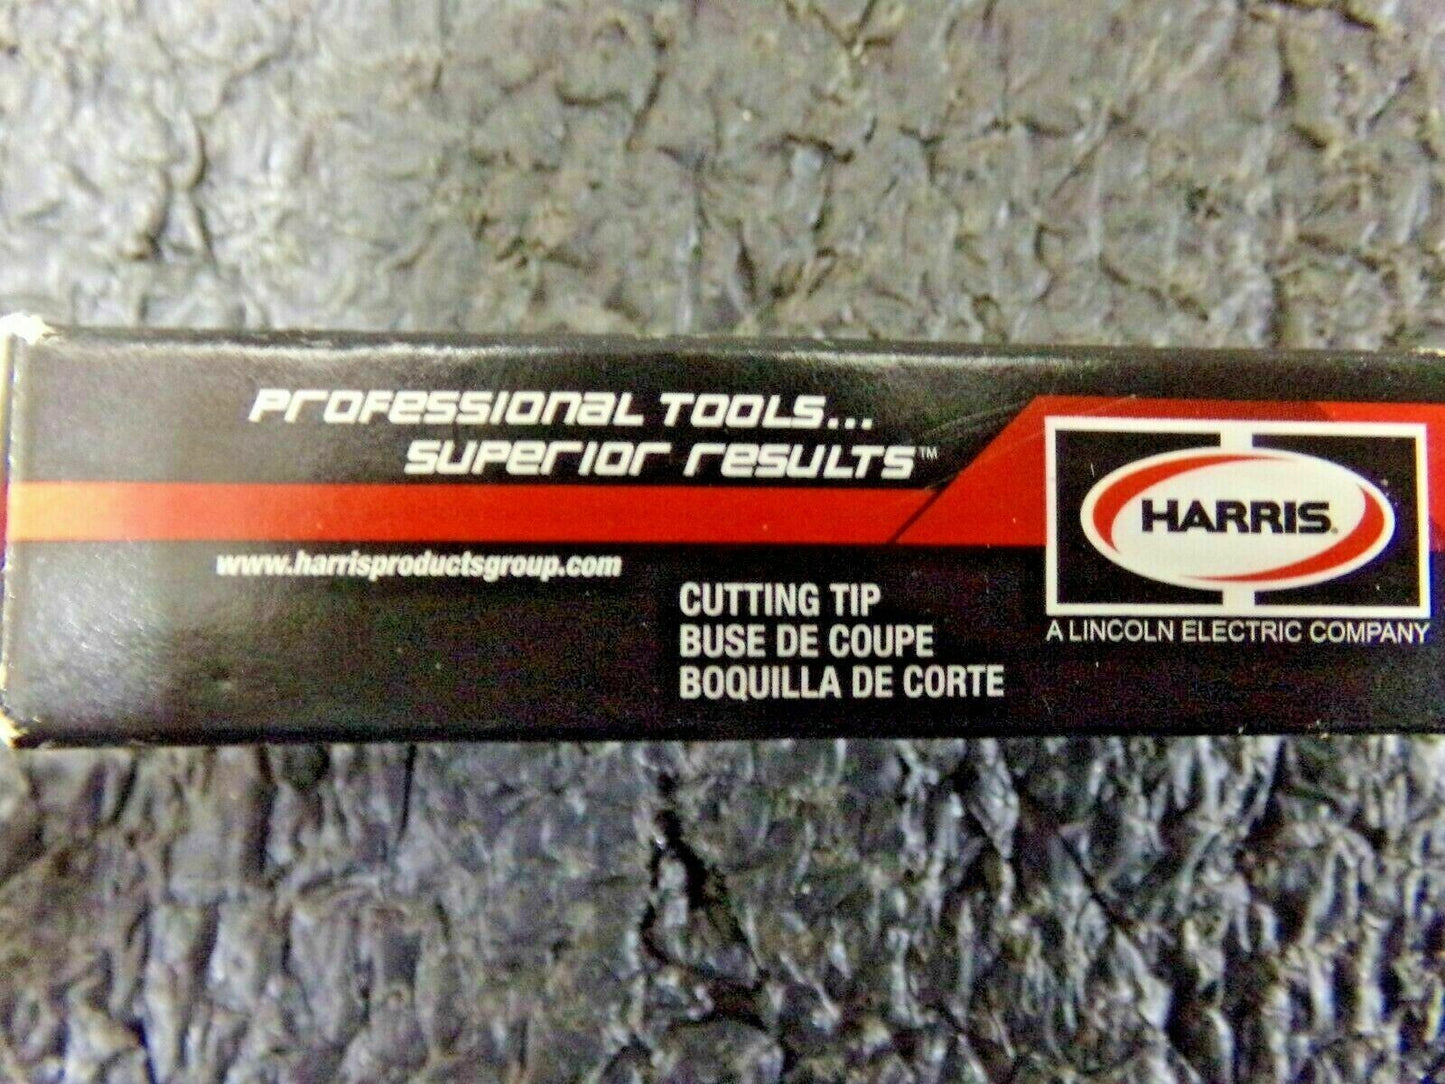 PROFESSIONAL TOOLS...
SUPERIOR RESULTS™
www.harrisproductsgroup.com
CUTTING TIP
BUSE DE COUPE
BOQUILLA DE CORTE
HARRIS®
A LINCOLN ELECTRIC COMPANY